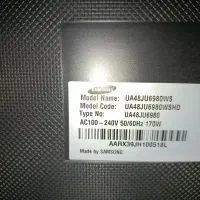 SAMSUNG
Model Name: UA48JU6980WS
Model Code: UA48JU6980WSHD
Type No: UA48JU6980
AC100-240V 50/60Hz 170W
AARX39JH100518L
Made by SAMSUNG